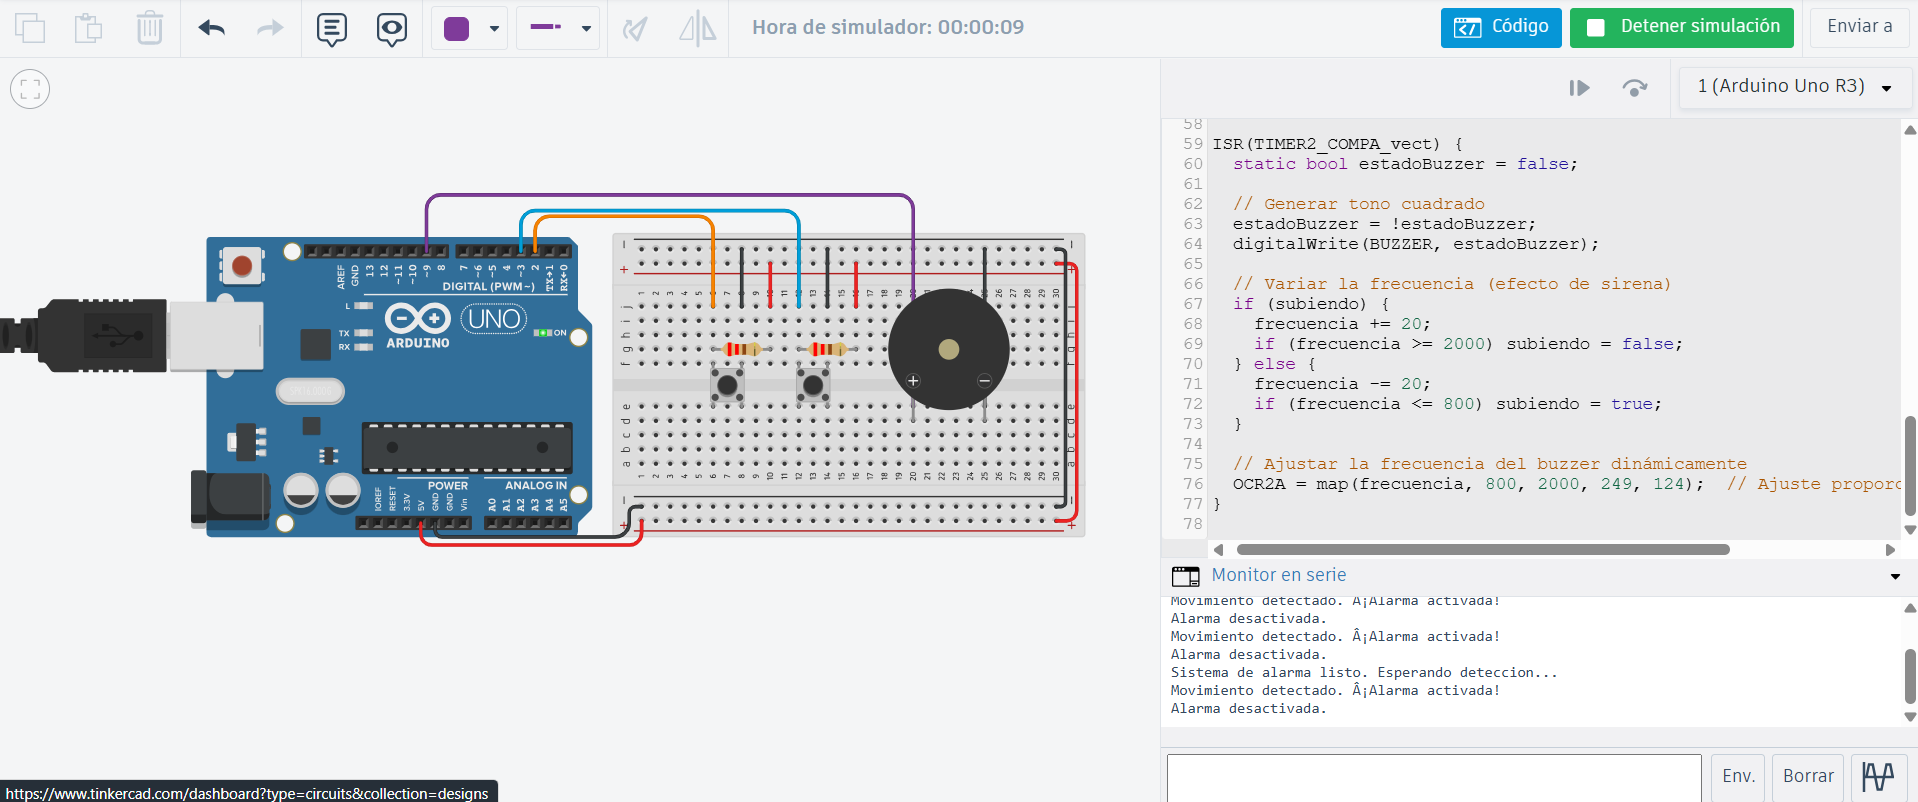 Hora de simulador: 00:00:09
Código
Detener simulación
Enviar a
1 (Arduino Uno R3)
58
59 ISR(TIMER2_COMPA_vect) {
60 static bool estadoBuzzer = false;
61
62 // Generar tono cuadrado
63 estadoBuzzer = !estadoBuzzer;
64 digitalWrite(BUZZER, estadoBuzzer);
65
66 // Variar la frecuencia (efecto de sirena)
67 if (subiendo) {
68 frecuencia += 20;
69 if (frecuencia >= 2000) subiendo = false;
70 } else {
71 frecuencia -= 20;
72 if (frecuencia <= 800) subiendo = true;
73 }
74
75 // Ajustar la frecuencia del buzzer dinámicamente
76 OCR2A = map(frecuencia, 800, 2000, 249, 124); // Ajuste proporc
77 }
78
Monitor en serie
Movimiento detectado. Â¡Alarma activada!
Alarma desactivada.
Movimiento detectado. Â¡Alarma activada!
Alarma desactivada.
Sistema de alarma listo. Esperando deteccion...
Movimiento detectado. Â¡Alarma activada!
Alarma desactivada.
Env.
Borrar
AREF
GND
13
12
~11
~10
~9
8
7
~6
~5
4
~3
2
TX→1
RX←0
DIGITAL (PWM~)
L
TX
RX
UNO
ON
ARDUINO
POWER
ANALOG IN
IOREF
RESET
3.3V
5V
GND
GND
Vin
A0
A1
A2
A3
A4
A5
https://www.tinkercad.com/dashboard?type=circuits&collection=designs